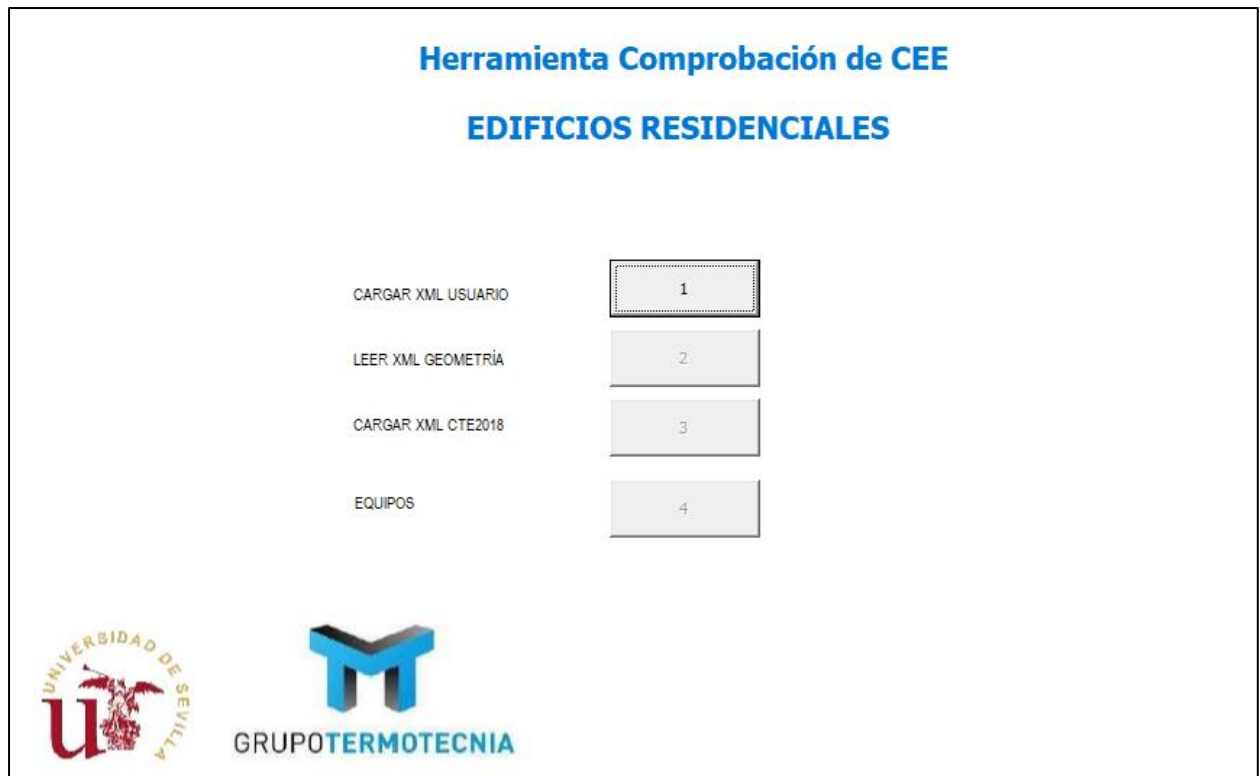 Herramienta Comprobación de CEE
EDIFICIOS RESIDENCIALES
CARGAR XML USUARIO
1
LEER XML GEOMETRÍA
2
CARGAR XML CTE2018
3
EQUIPOS
4
UNIVERSIDAD DE SEVILLA
US
GRUPOTERMOTECNIA